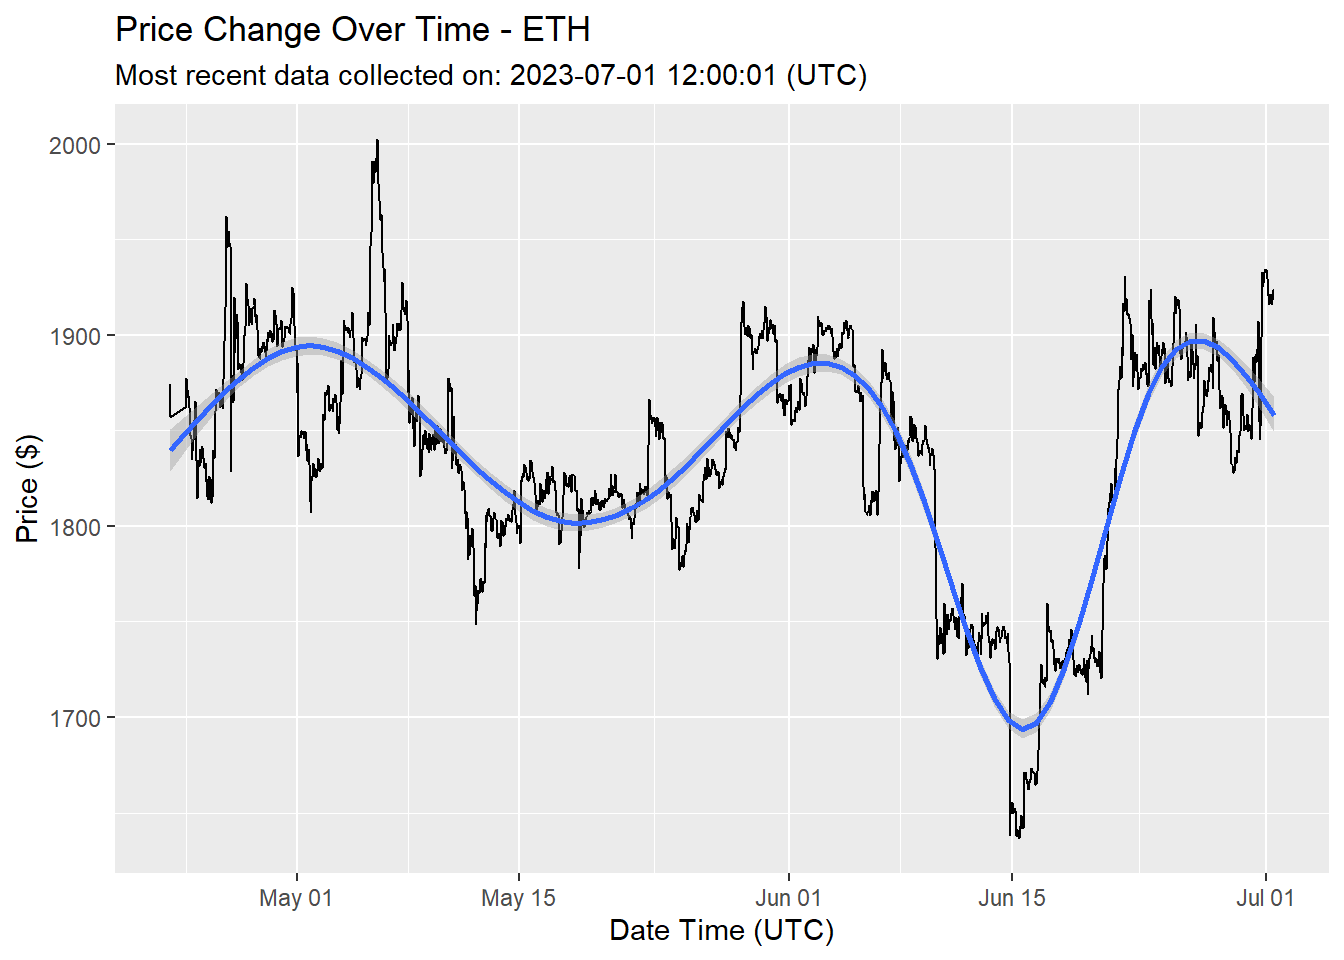 Price Change Over Time - ETH
Most recent data collected on: 2023-07-01 12:00:01 (UTC)
2000
1900
1800
1700
Price ($)
May 01
May 15
Jun 01
Jun 15
Jul 01
Date Time (UTC)